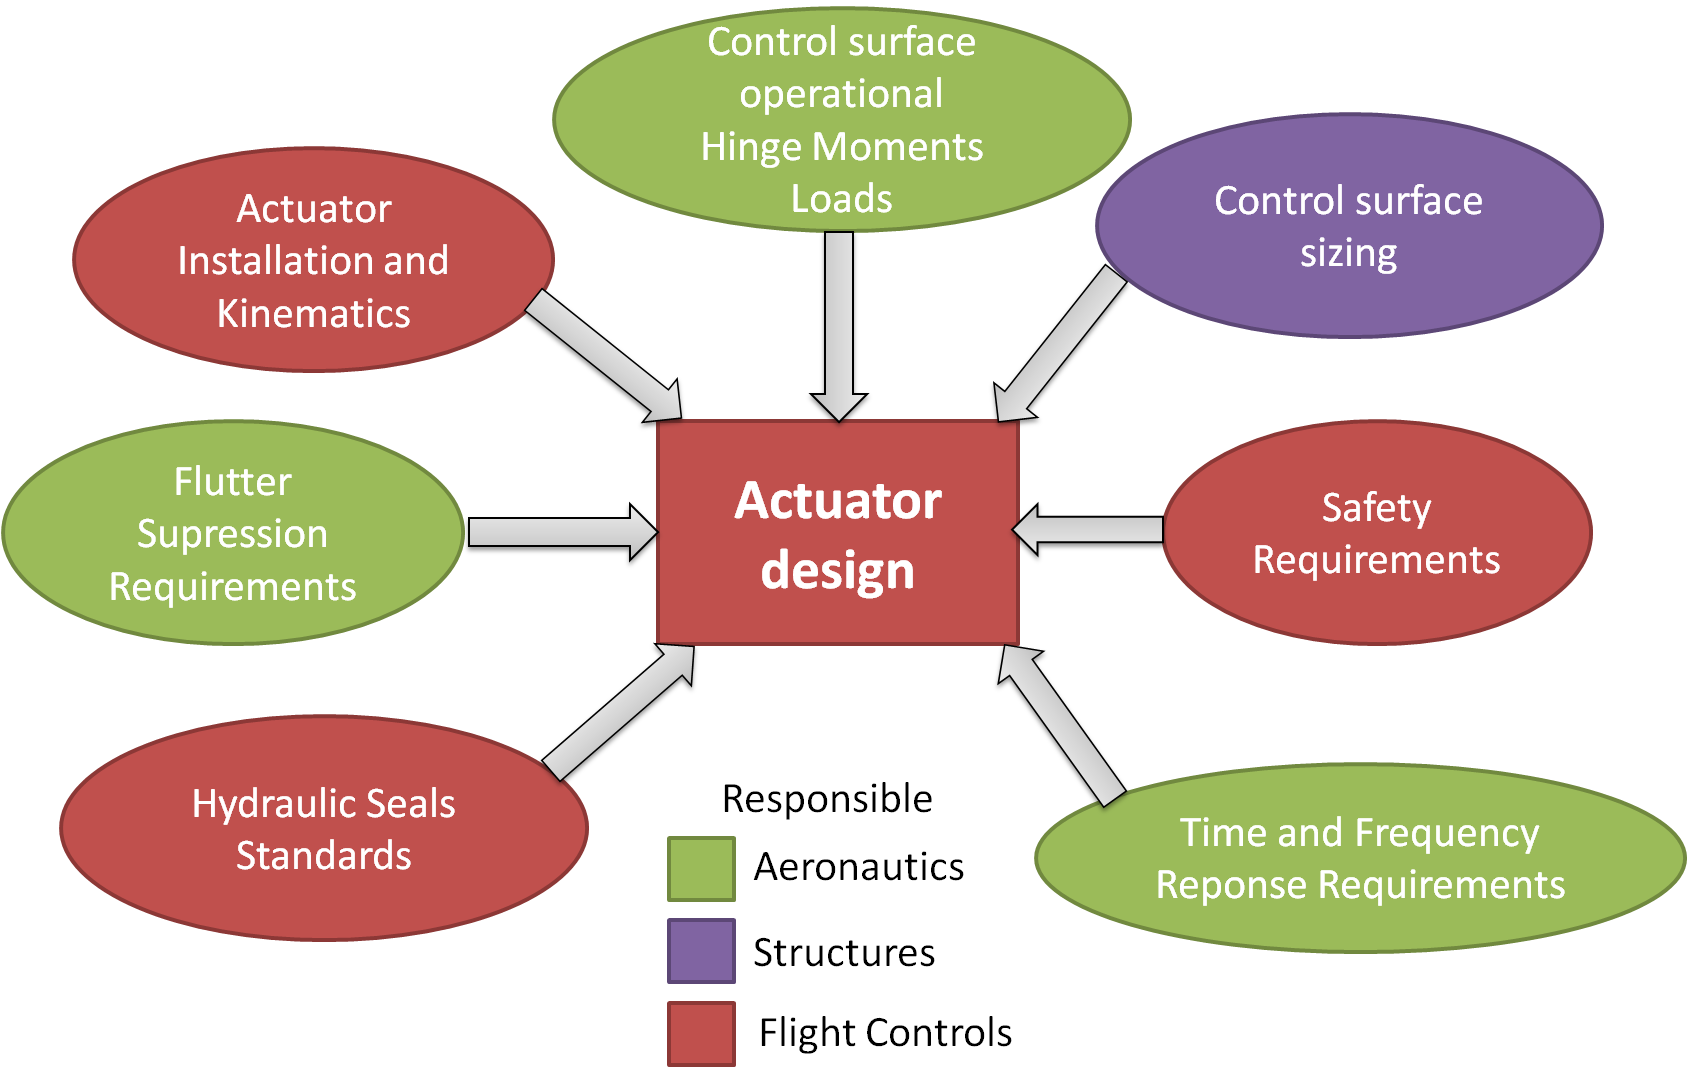 Control surface
operational
Hinge Moments
Loads
Actuator
Installation and
Kinematics
Control surface
sizing
Flutter
Supression
Requirements
Actuator
design
Safety
Requirements
Hydraulic Seals
Standards
Time and Frequency
Reponse Requirements
Responsible
Aeronautics
Structures
Flight Controls